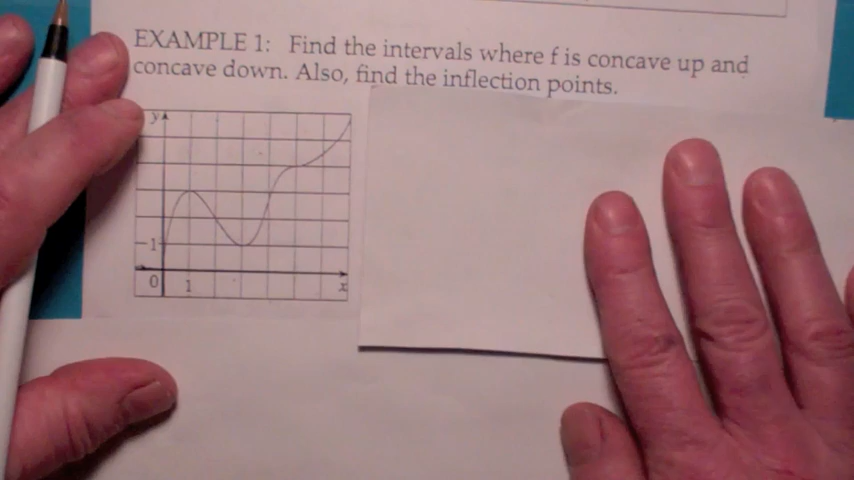 EXAMPLE 1: Find the intervals where f is concave up and
concave down. Also, find the inflection points.
y
1
0
1
x